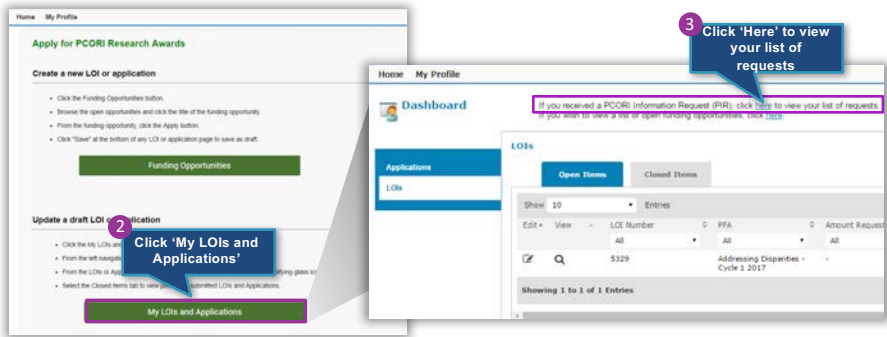 Home My Profile
Apply for PCORI Research Awards
Create a new LOI or application
• Click the Funding Opportunities button.
• Browse the open opportunities and click the title of the funding opportunity.
• From the funding opportunity, click the Apply button.
• Click "Save" at the bottom of any LOI or application page to save as draft.
Funding Opportunities
Update a draft LOI or application
• Click the My LOIs and
• From the left navigati
• From the LOIs or App
fying glass ico
• Select the Closed Items tab to view submitted LOIs and Applications.
My LOIs and Applications
2
Click 'My LOIs and
Applications'
3
Click 'Here' to view
your list of
requests
Home My Profile
Dashboard
If you received a PCORI Information Request (PIR), click here to view your list of requests.
If you wish to view a list of open funding opportunities, click here.
Applications
LOIs
LOIs
Open Items Closed Items
Show 10 Entries
Edit View - LOI Number PFA Amount Request
All All All
5329 Addressing Disparities - -
Cycle 1 2017
Showing 1 to 1 of 1 Entries